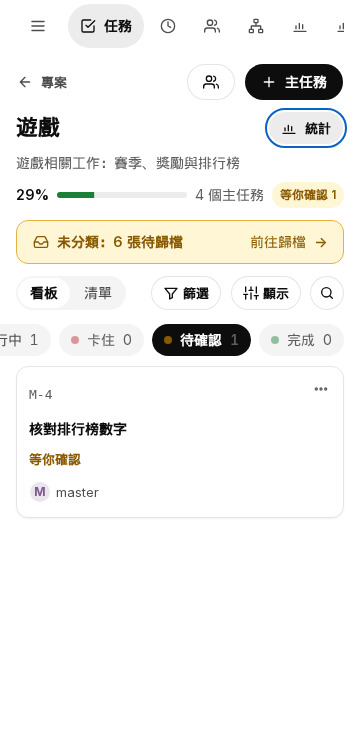 任務
專案
主任務
遊戲
統計
遊戲相關工作: 賽季、獎勵與排行榜
29% 4 個主任務 等你確認 1
未分類: 6 張待歸檔 前往歸檔
看板 清單 篩選 顯示
行中 1 卡住 0 待確認 1 完成 0
M-4
核對排行榜數字
等你確認
M master